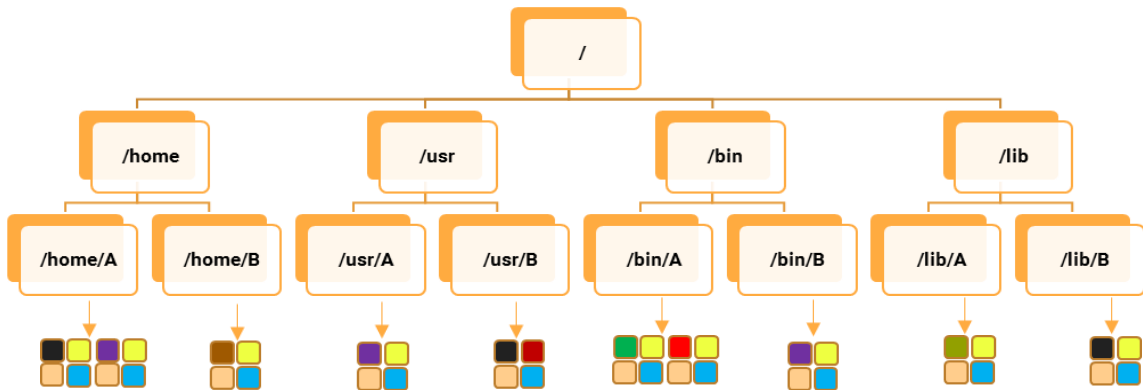 /
/home
/usr
/bin
/lib
/home/A
/home/B
/usr/A
/usr/B
/bin/A
/bin/B
/lib/A
/lib/B